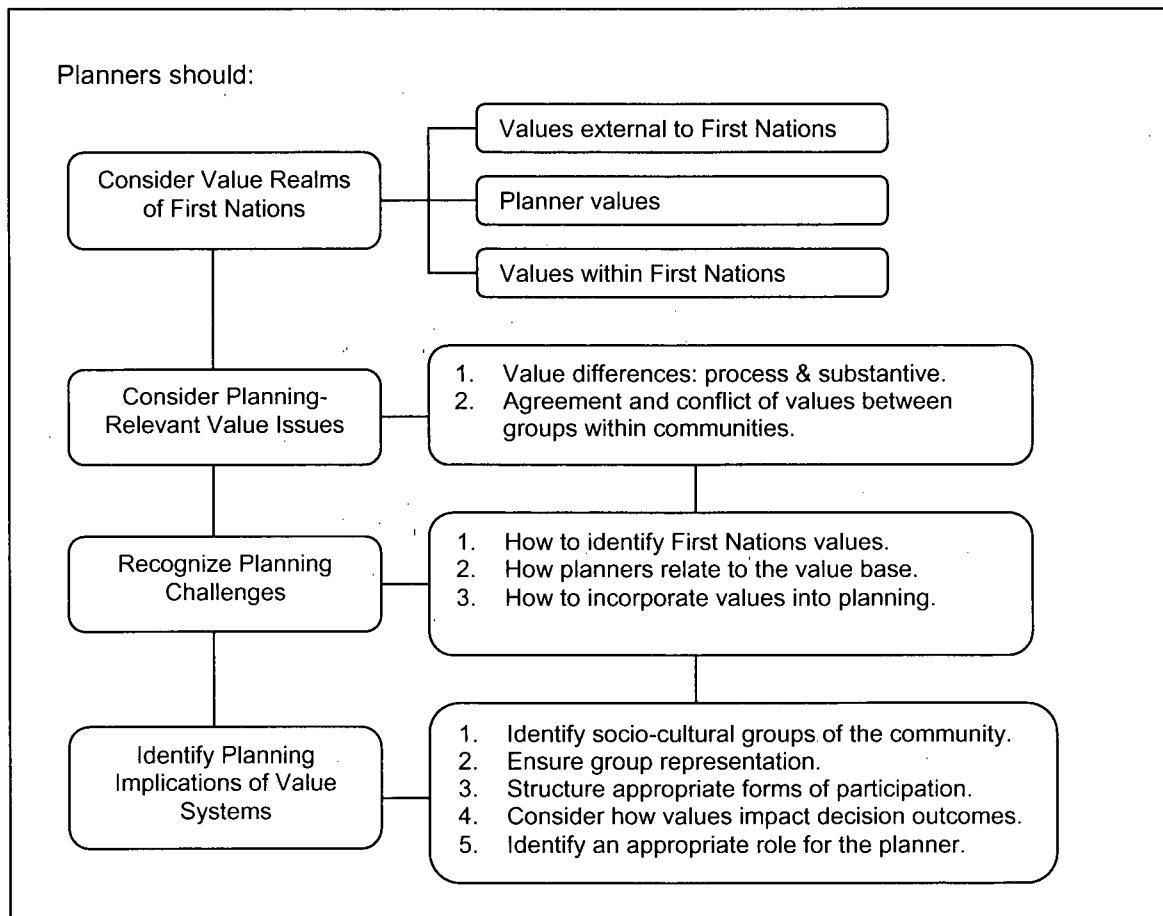 Planners should:
Consider Value Realms
of First Nations
Values external to First Nations
Planner values
Values within First Nations
Consider Planning-
Relevant Value Issues
1. Value differences: process & substantive.
2. Agreement and conflict of values between
groups within communities.
Recognize Planning
Challenges
1. How to identify First Nations values.
2. How planners relate to the value base.
3. How to incorporate values into planning.
Identify Planning
Implications of Value
Systems
1. Identify socio-cultural groups of the community.
2. Ensure group representation.
3. Structure appropriate forms of participation.
4. Consider how values impact decision outcomes.
5. Identify an appropriate role for the planner.